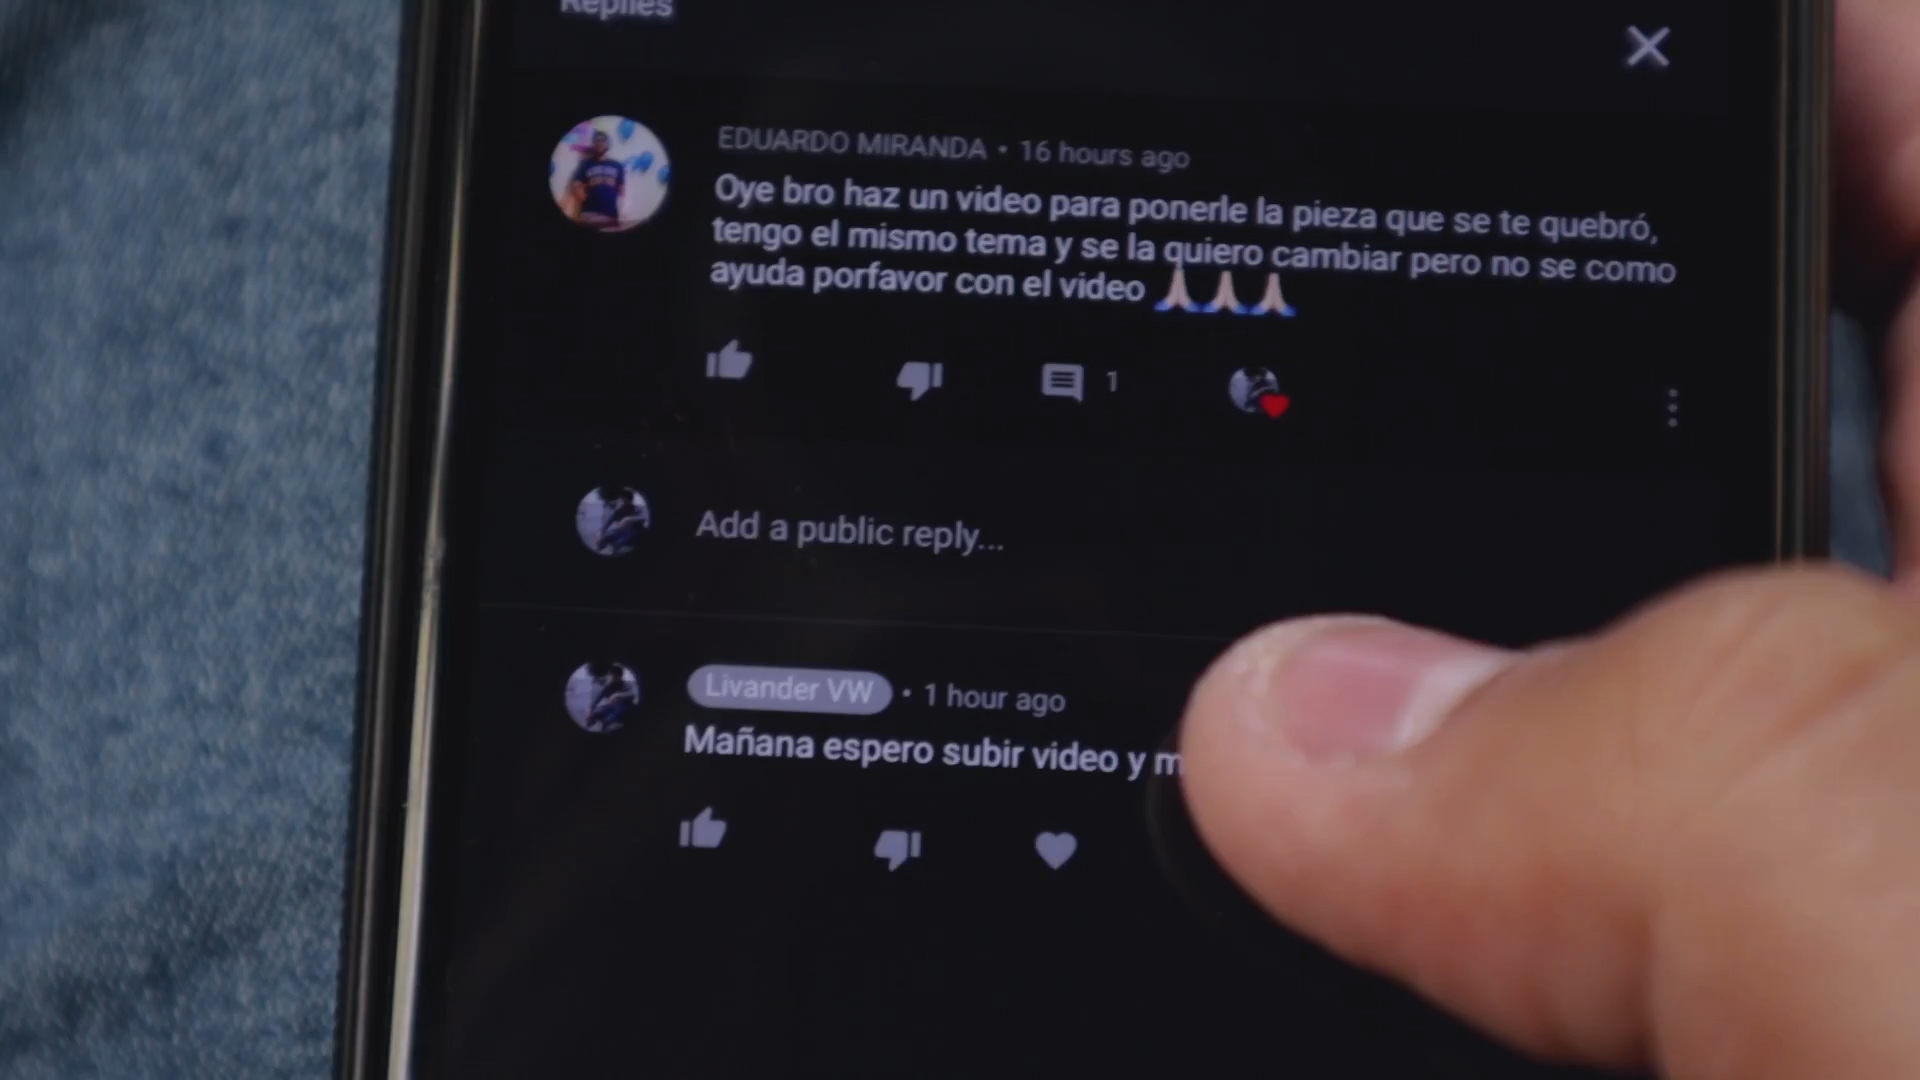 Replies
EDUARDO MIRANDA • 16 hours ago
Oye bro haz un video para ponerle la pieza que se te quebró,
tengo el mismo tema y se la quiero cambiar pero no se como
ayuda porfavor con el video 🙏🏻🙏🏻🙏🏻
1
Add a public reply...
Livander VW • 1 hour ago
Mañana espero subir video y